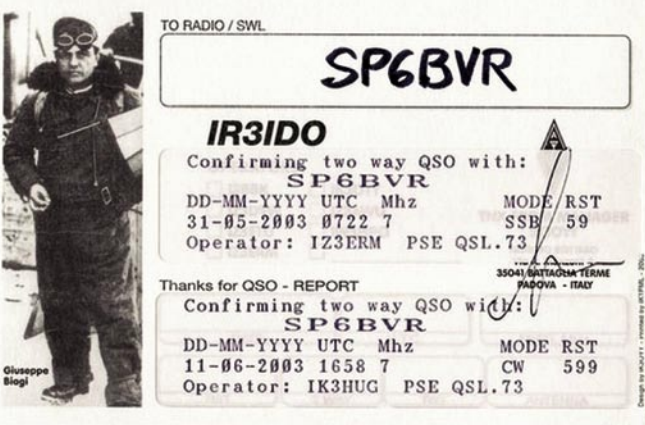 TO RADIO / SWL
SP6BVR
IR3IDO
Confirming two way QSO with:
SP6BVR
DD-MM-YYYY UTC Mhz MODE RST
31-05-2003 0722 7 SSB 59
Operator: IZ3ERM PSE QSL.73
35041 BATTAGLIA TERME
PADOVA - ITALY
Thanks for QSO - REPORT
Confirming two way QSO with:
SP6BVR
DD-MM-YYYY UTC Mhz MODE RST
11-06-2003 1658 7 CW 599
Operator: IK3HUG PSE QSL.73
Giuseppe
Biogi